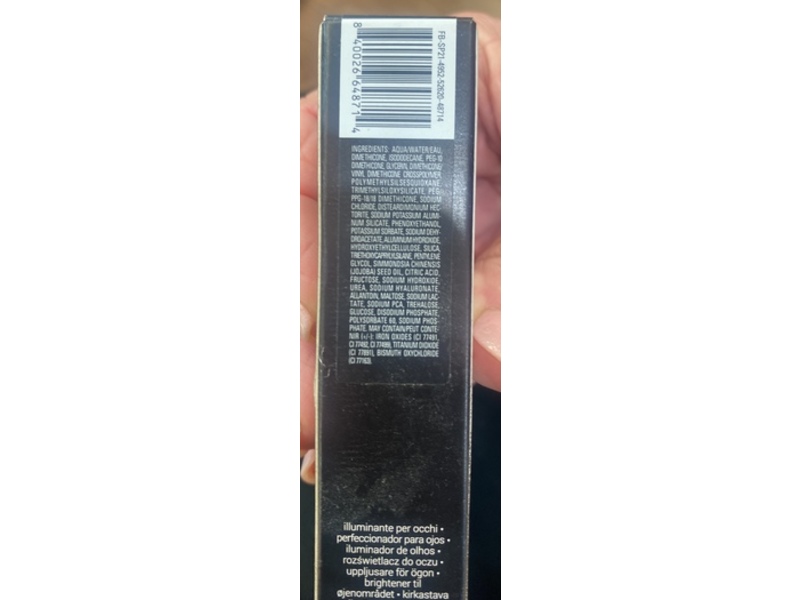 8 40026 64871 4
FB-SP21-4952-52620-48714
INGREDIENTS: AQUA/WATER/EAU,
DIMETHICONE, ISODODECANE, PEG-10
DIMETHICONE, GLYCERIN, DIMETHICONE/
VINYL DIMETHICONE CROSSPOLYMER,
POLYMETHYLSILSESQUIOXANE,
TRIMETHYLSILOXYSILICATE, PEG/
PPG-18/18 DIMETHICONE, SODIUM
CHLORIDE, DISTEARDIMONIUM HEC-
TORITE, SODIUM POTASSIUM ALUMI-
NUM SILICATE, PHENOXYETHANOL,
POTASSIUM SORBATE, SODIUM DEHY-
DROACETATE, ALUMINUM HYDROXIDE,
HYDROXYETHYLCELLULOSE, SILICA,
TRIETHOXYCAPRYLYLSILANE, PENTYLENE
GLYCOL, SIMMONDSIA CHINENSIS
(JOJOBA) SEED OIL, CITRIC ACID,
FRUCTOSE, SODIUM HYDROXIDE,
UREA, SODIUM HYALURONATE,
ALLANTOIN, MALTOSE, SODIUM LAC-
TATE, SODIUM PCA, TREHALOSE,
GLUCOSE, DISODIUM PHOSPHATE,
POLYSORBATE 60, SODIUM PHOS-
PHATE. MAY CONTAIN/PEUT CONTE-
NIR (+/-): IRON OXIDES (CI 77491,
CI 77492, CI 77499), TITANIUM DIOXIDE
(CI 77891), BISMUTH OXYCHLORIDE
(CI 77163).
illuminante per occhi •
perfeccionador para ojos •
iluminador de olhos •
rozświetlacz do oczu •
uppljusare för ögon •
brightener til
øjenområdet • kirkastava